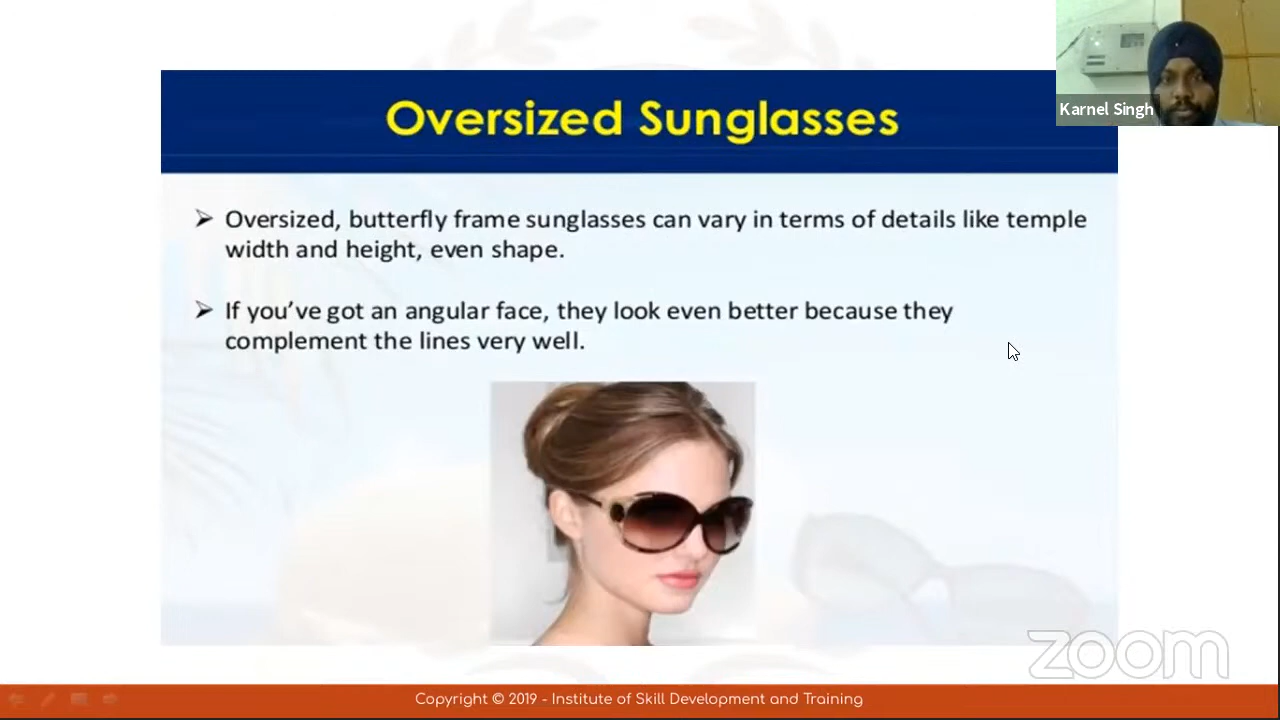 Oversized Sunglasses
Karnel Singh
➢ Oversized, butterfly frame sunglasses can vary in terms of details like temple
width and height, even shape.
➢ If you’ve got an angular face, they look even better because they
complement the lines very well.
zoom
Copyright © 2019 - Institute of Skill Development and Training